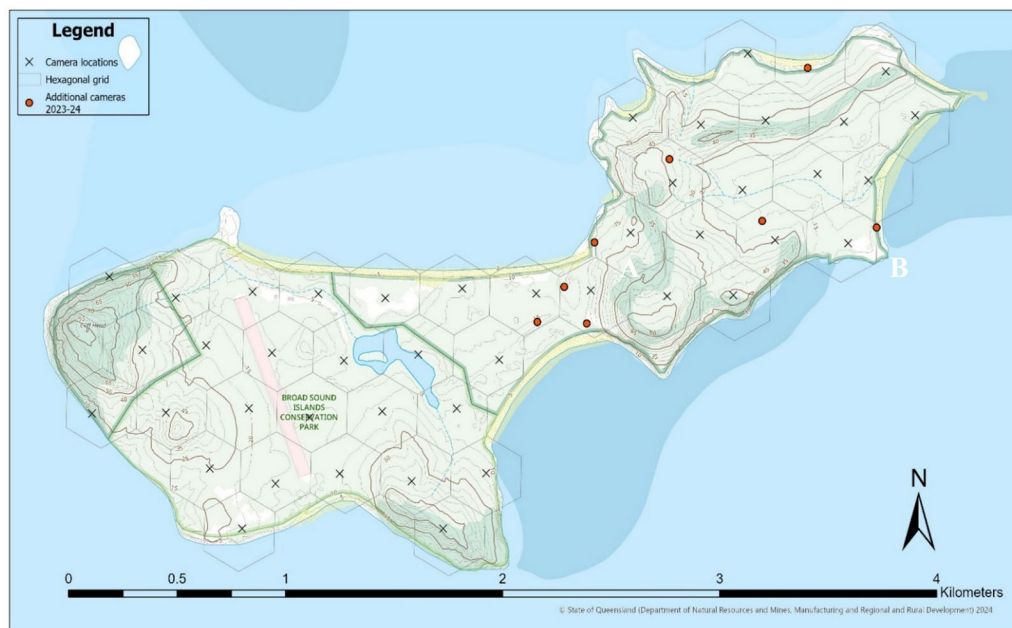 Legend
Camera locations
Hexagonal grid
Additional cameras
2023-24
A
B
BROAD SOUND
ISLANDS
CONSERVATION
PARK
N
0 0.5 1 2 3 4 Kilometers
© State of Queensland (Department of Natural Resources and Mines, Manufacturing and Regional and Rural Development) 2024